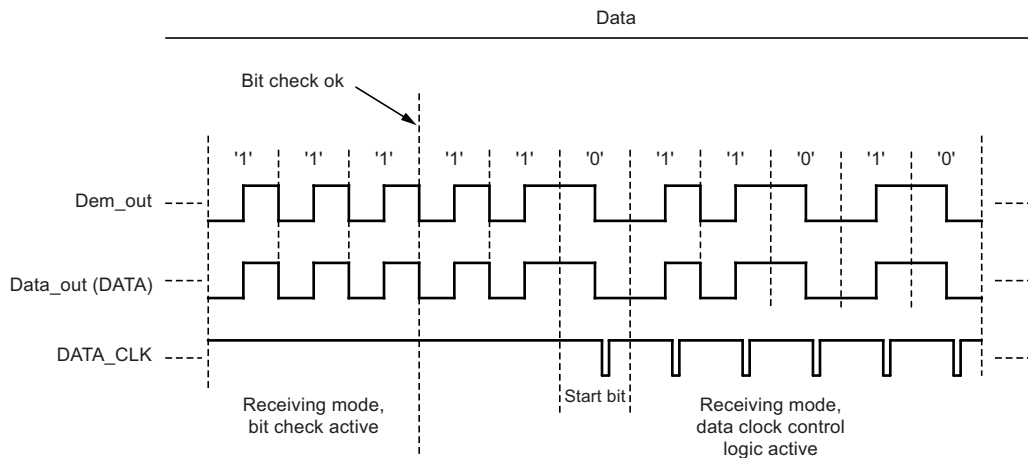 Data
Bit check ok
'1' '1' '1' '1' '1' '0' '1' '1' '0' '1' '0'
Dem_out
Data_out (DATA)
DATA_CLK
Start bit
Receiving mode,
bit check active
Receiving mode,
data clock control
logic active